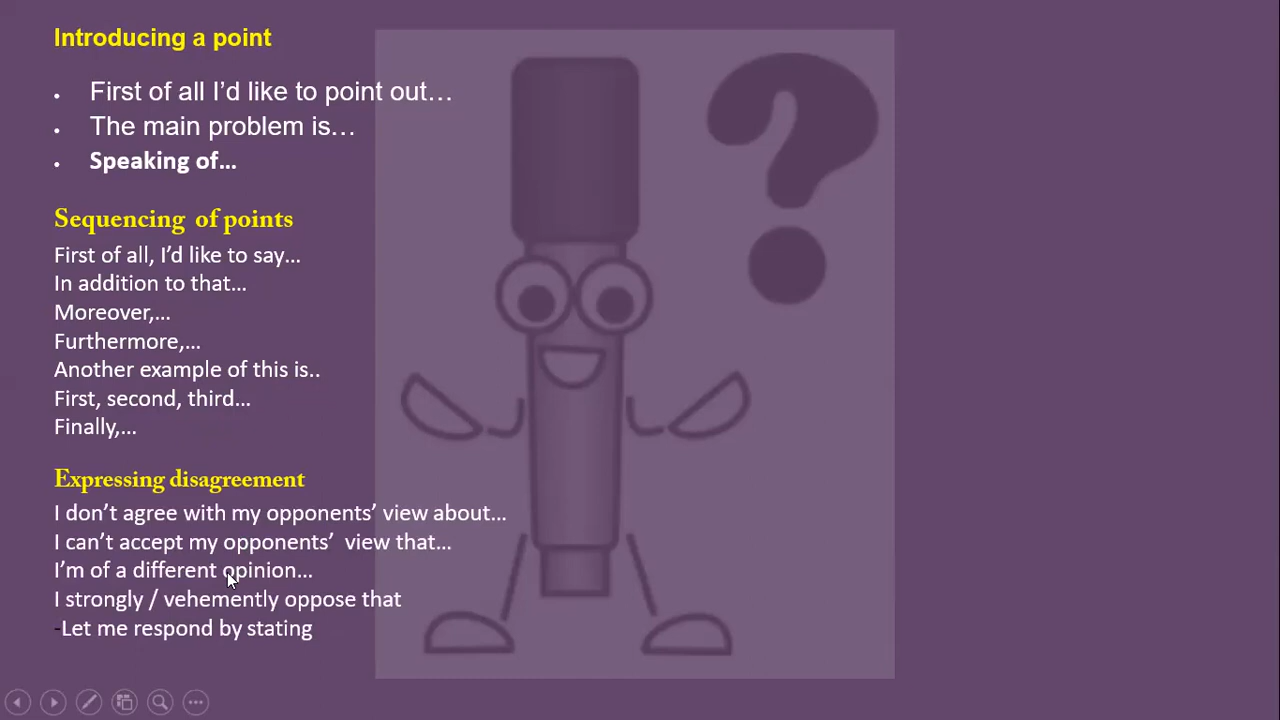 Introducing a point
• First of all I’d like to point out…
• The main problem is…
• Speaking of…
Sequencing of points
First of all, I’d like to say…
In addition to that…
Moreover,…
Furthermore,…
Another example of this is..
First, second, third…
Finally,…
Expressing disagreement
I don’t agree with my opponents’ view about…
I can’t accept my opponents’ view that…
I’m of a different opinion…
I strongly / vehemently oppose that
-Let me respond by stating
?